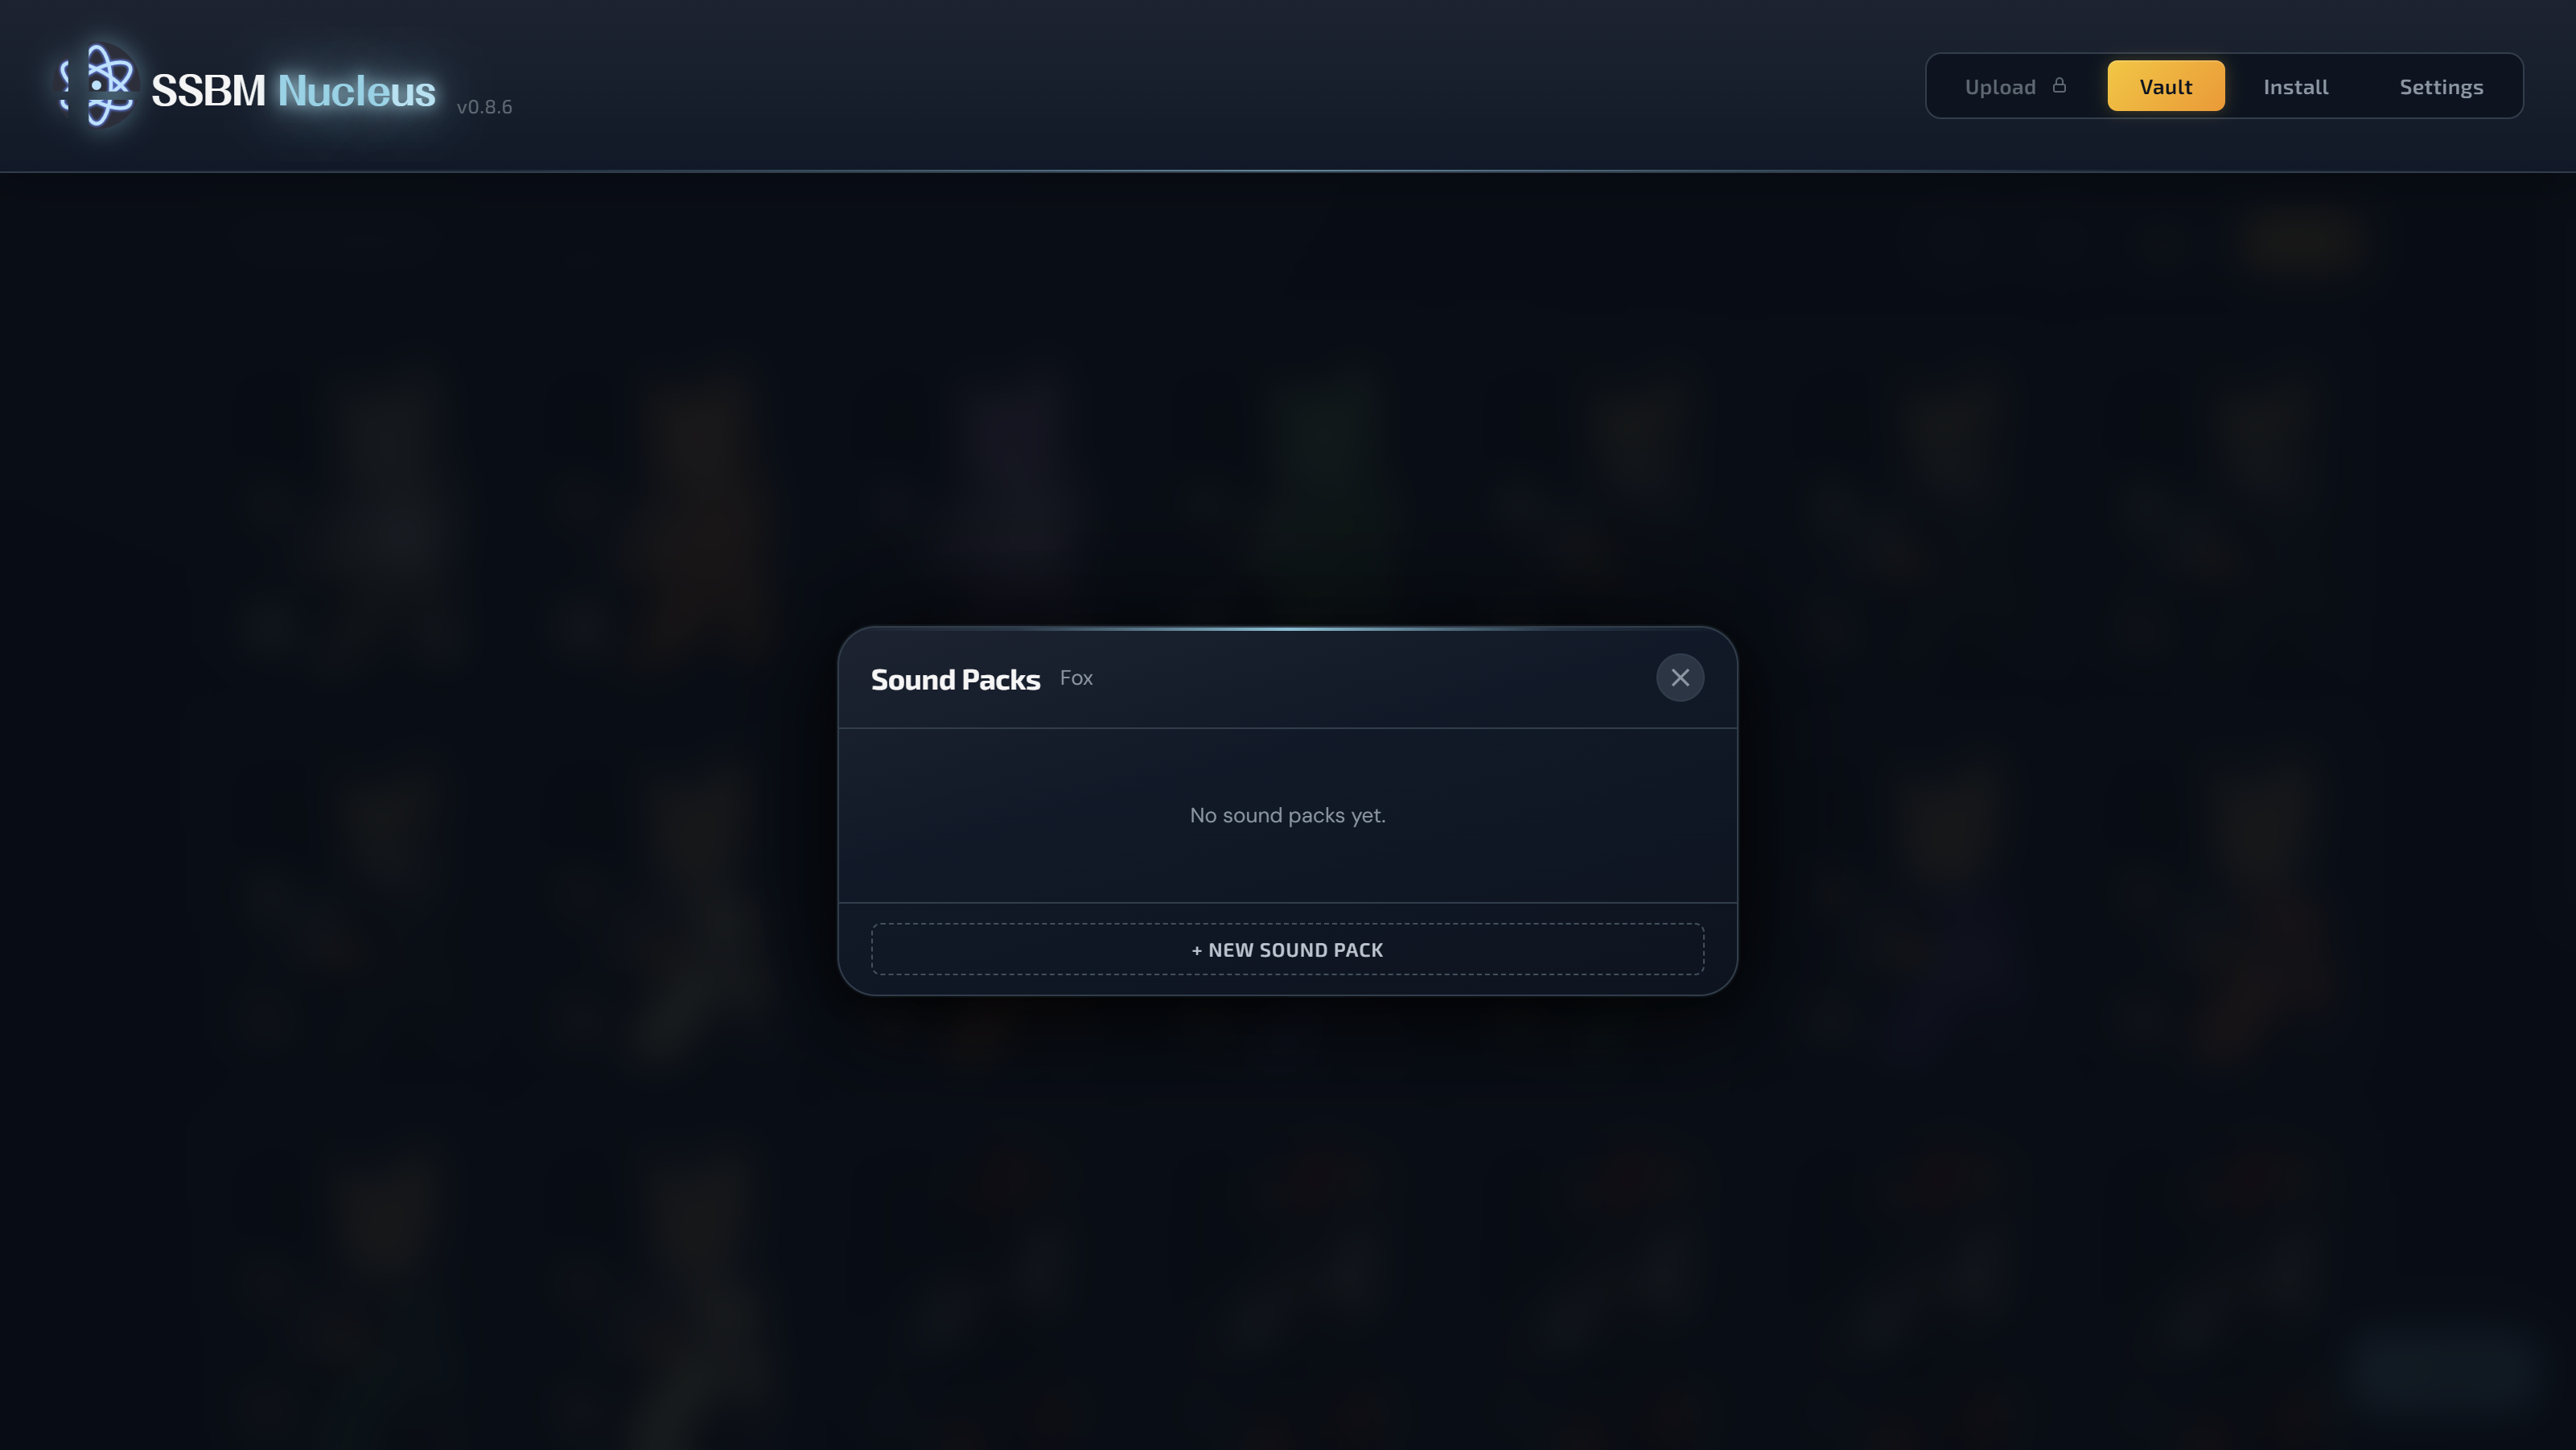 SSBM Nucleus v0.8.6
Upload Vault Install Settings
Sound Packs Fox
No sound packs yet.
+ NEW SOUND PACK